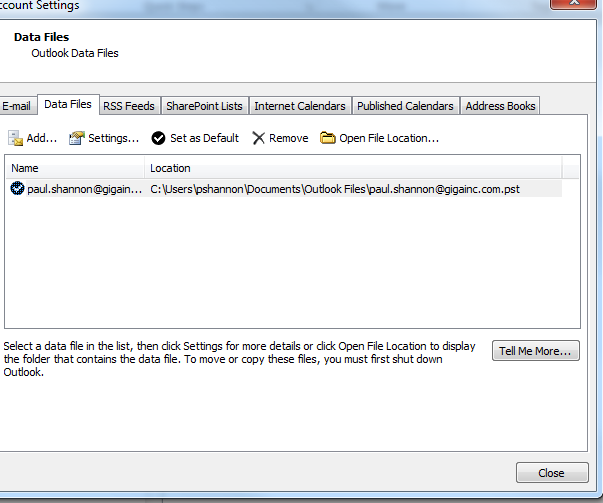 ccount Settings
Data Files
Outlook Data Files
E-mail Data Files RSS Feeds SharePoint Lists Internet Calendars Published Calendars Address Books
Add... Settings... Set as Default Remove Open File Location...
Name Location
paul.shannon@gigain... C:\Users\pshannon\Documents\Outlook Files\paul.shannon@gigainc.com.pst
Select a data file in the list, then click Settings for more details or click Open File Location to display
the folder that contains the data file. To move or copy these files, you must first shut down
Outlook.
Tell Me More...
Close